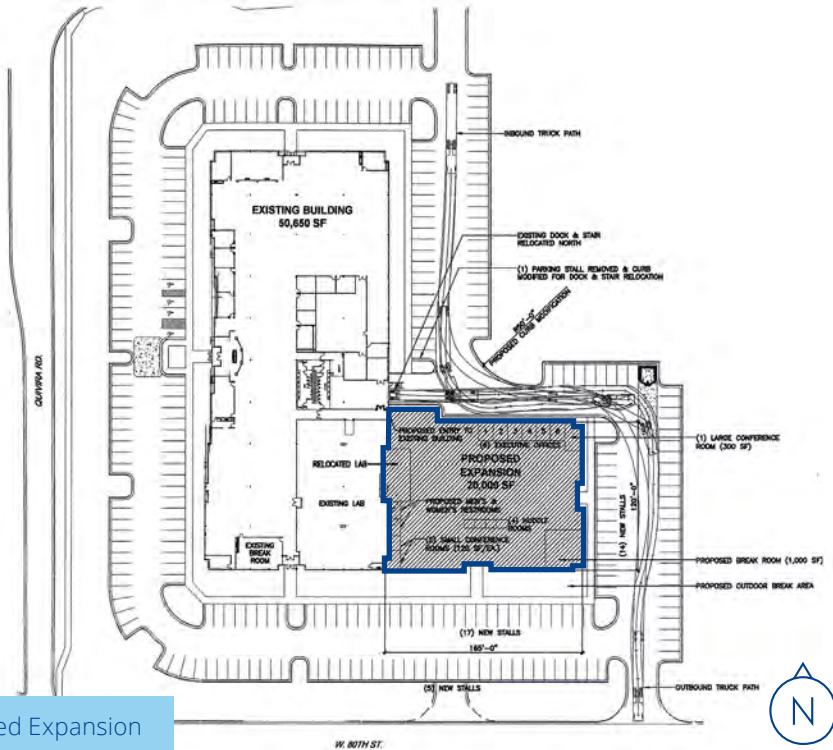 INBOUND TRUCK PATH
EXISTING BUILDING
50,650 SF
EXISTING DOCK & STAIR
RELOCATED NORTH
(1) PARKING STALL REMOVED & CURB
MODIFIED FOR DOCK & STAIR RELOCATION
PROPOSED CURB MODIFICATION
QUIVIRA RD.
PROPOSED ENTRY TO
EXISTING BUILDING
1 2 3 4 5 6
(6) EXECUTIVE OFFICES
(1) LARGE CONFERENCE
ROOM (300 SF)
RELOCATED LAB
PROPOSED
EXPANSION
20,000 SF
EXISTING LAB
PROPOSED MEN'S &
WOMEN'S RESTROOMS
(4) HUDDLE
ROOMS
(14) NEW STALLS
120'-0"
EXISTING
BREAK
ROOM
SMALL CONFERENCE
ROOMS (120 SF/EA.)
PROPOSED BREAK ROOM (1,000 SF)
PROPOSED OUTDOOR BREAK AREA
(17) NEW STALLS
165'-0"
(5) NEW STALLS
OUTBOUND TRUCK PATH
N
ed Expansion
W. 80TH ST.